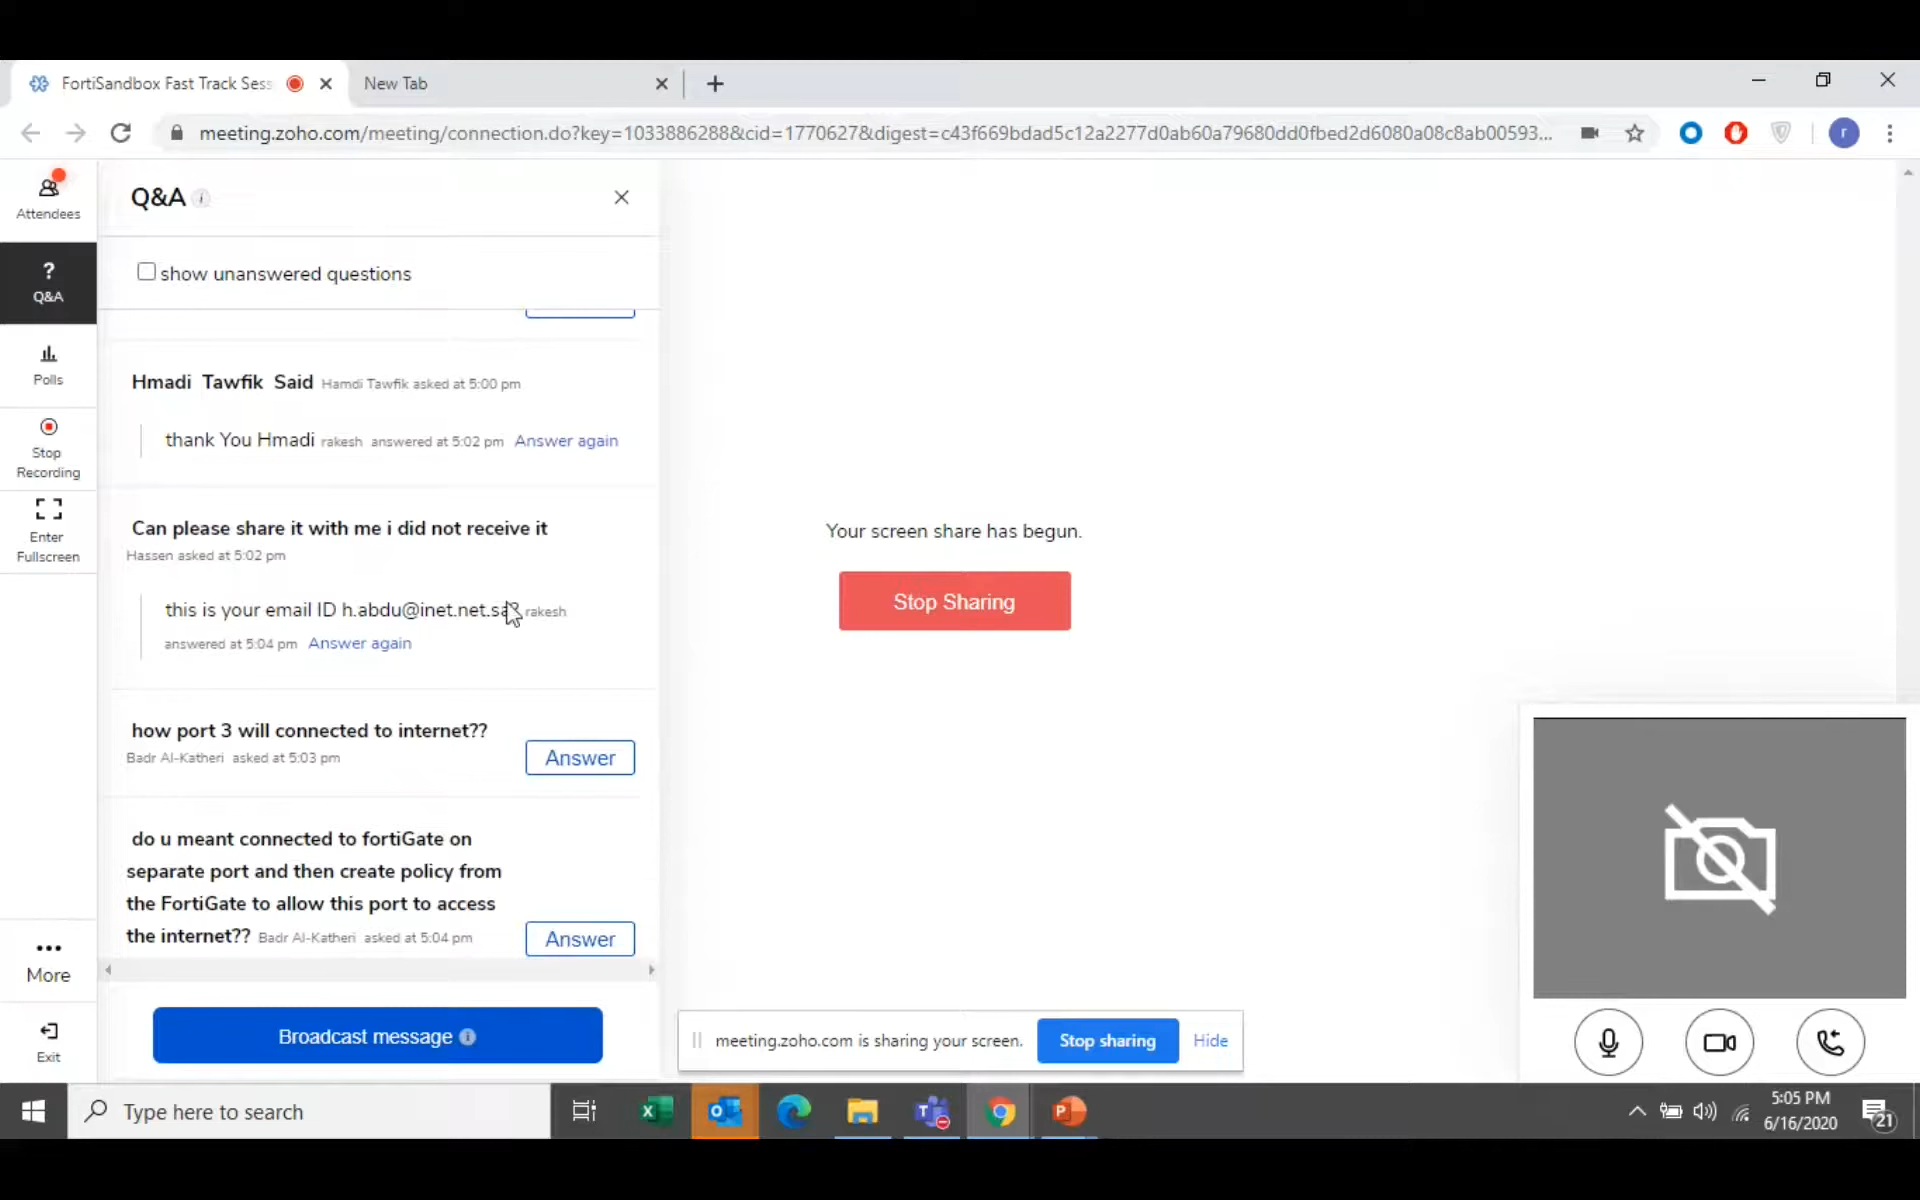 FortiSandbox Fast Track Sess
New Tab
meeting.zoho.com/meeting/connection.do?key=1033886288&cid=1770627&digest=c43f669bdad5c12a2277d0ab60a79680dd0fbed2d6080a08c8ab00593...
r
Attendees
?
Q&A
Polls
Stop
Recording
Enter
Fullscreen
More
Exit
Q&A i
show unanswered questions
Hmadi Tawfik Said Hamdi Tawfik asked at 5:00 pm
thank You Hmadi rakesh answered at 5:02 pm Answer again
Can please share it with me i did not receive it
Hassen asked at 5:02 pm
this is your email ID h.abdu@inet.net.sa? rakesh
answered at 5:04 pm Answer again
how port 3 will connected to internet??
Badr Al-Katheri asked at 5:03 pm
Answer
do u meant connected to fortiGate on
separate port and then create policy from
the FortiGate to allow this port to access
the internet?? Badr Al-Katheri asked at 5:04 pm
Answer
Broadcast message i
Your screen share has begun.
Stop Sharing
meeting.zoho.com is sharing your screen.
Stop sharing
Hide
Type here to search
5:05 PM
6/16/2020
21